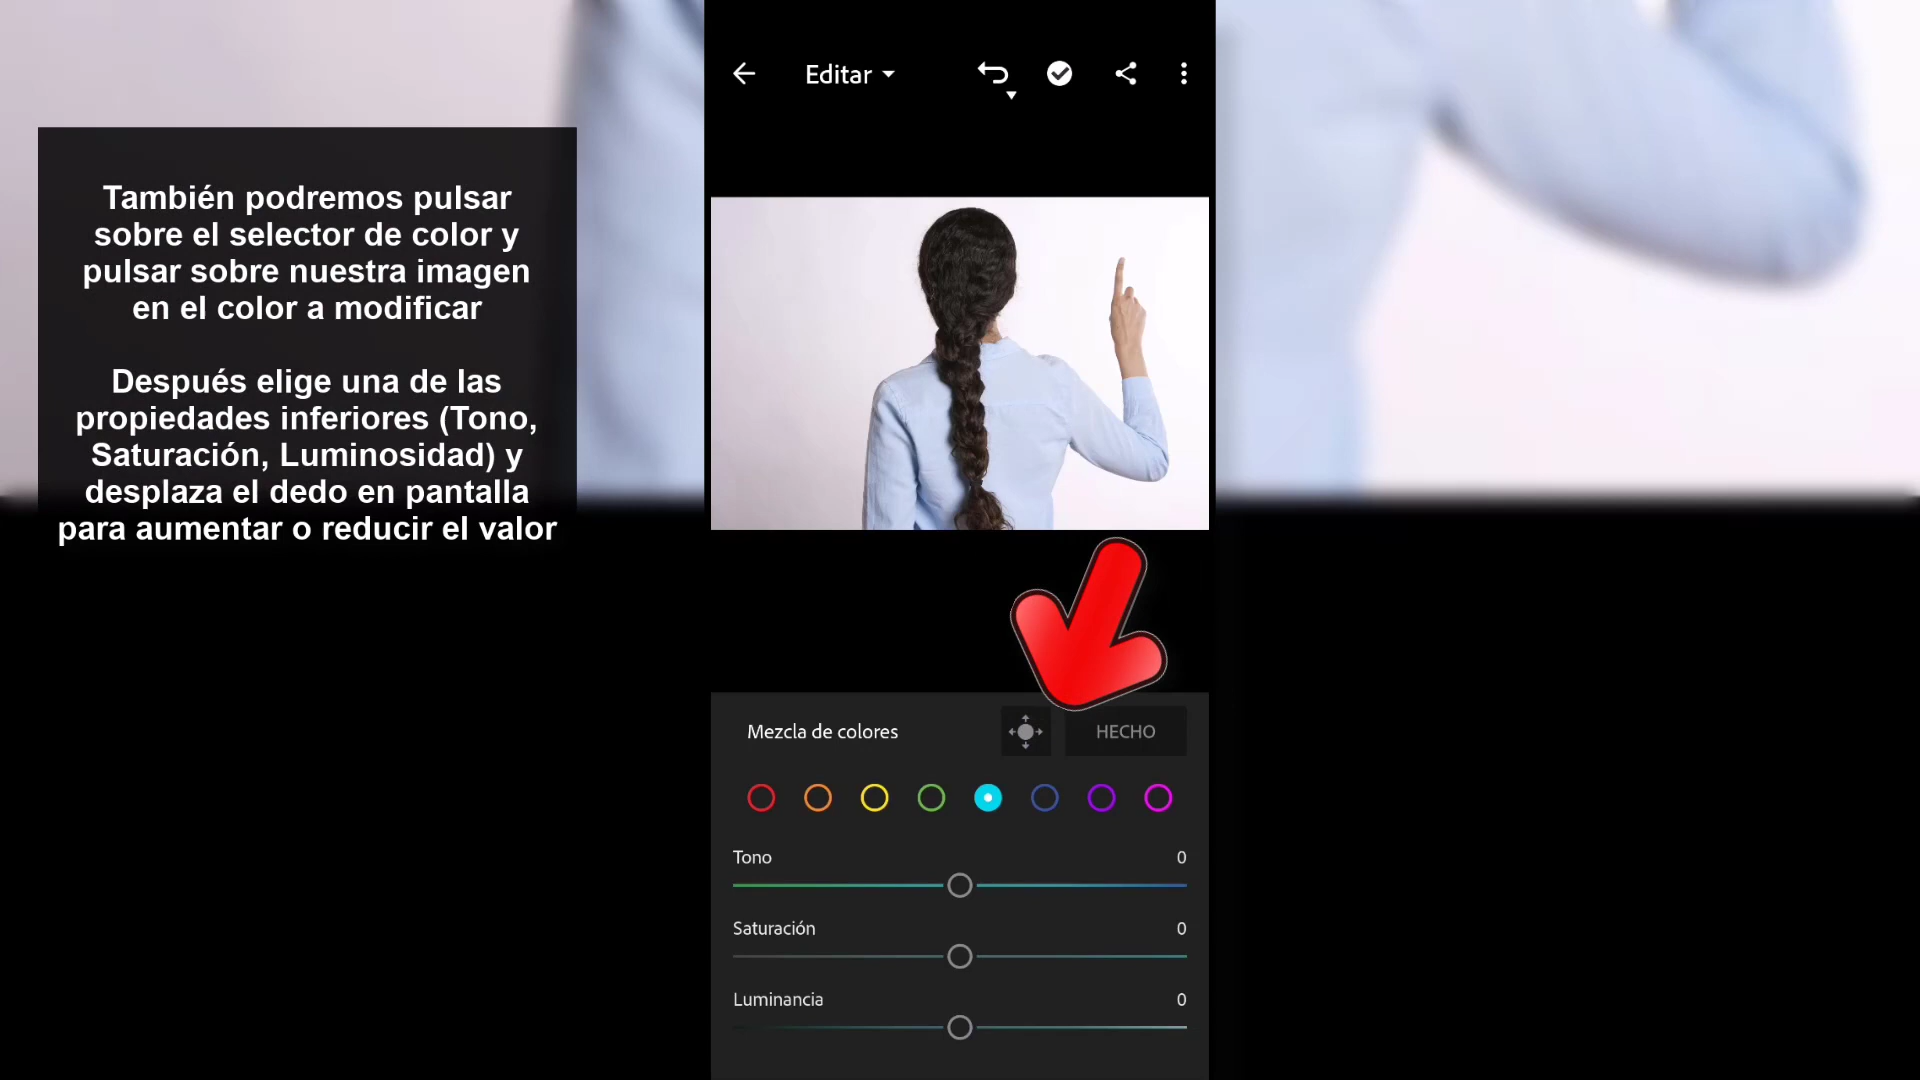 También podremos pulsar
sobre el selector de color y
pulsar sobre nuestra imagen
en el color a modificar
Después elige una de las
propiedades inferiores (Tono,
Saturación, Luminosidad) y
desplaza el dedo en pantalla
para aumentar o reducir el valor
Editar
Mezcla de colores
HECHO
Tono 0
Saturación 0
Luminancia 0